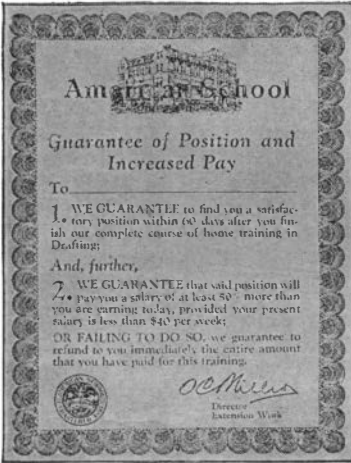 American School
Guarantee of Position and
Increased Pay
To
1. WE GUARANTEE to find you a satisfac-
tory position within 60 days after you fin-
ish our complete course of home training in
Drafting;
And, further,
2. WE GUARANTEE that said position will
pay you a salary of at least 50% more than
you are earning today, provided your present
salary is less than $40 per week;
OR FAILING TO DO SO, we guarantee to
refund to you immediately the entire amount
that you have paid for this training.
Director
Extension Work